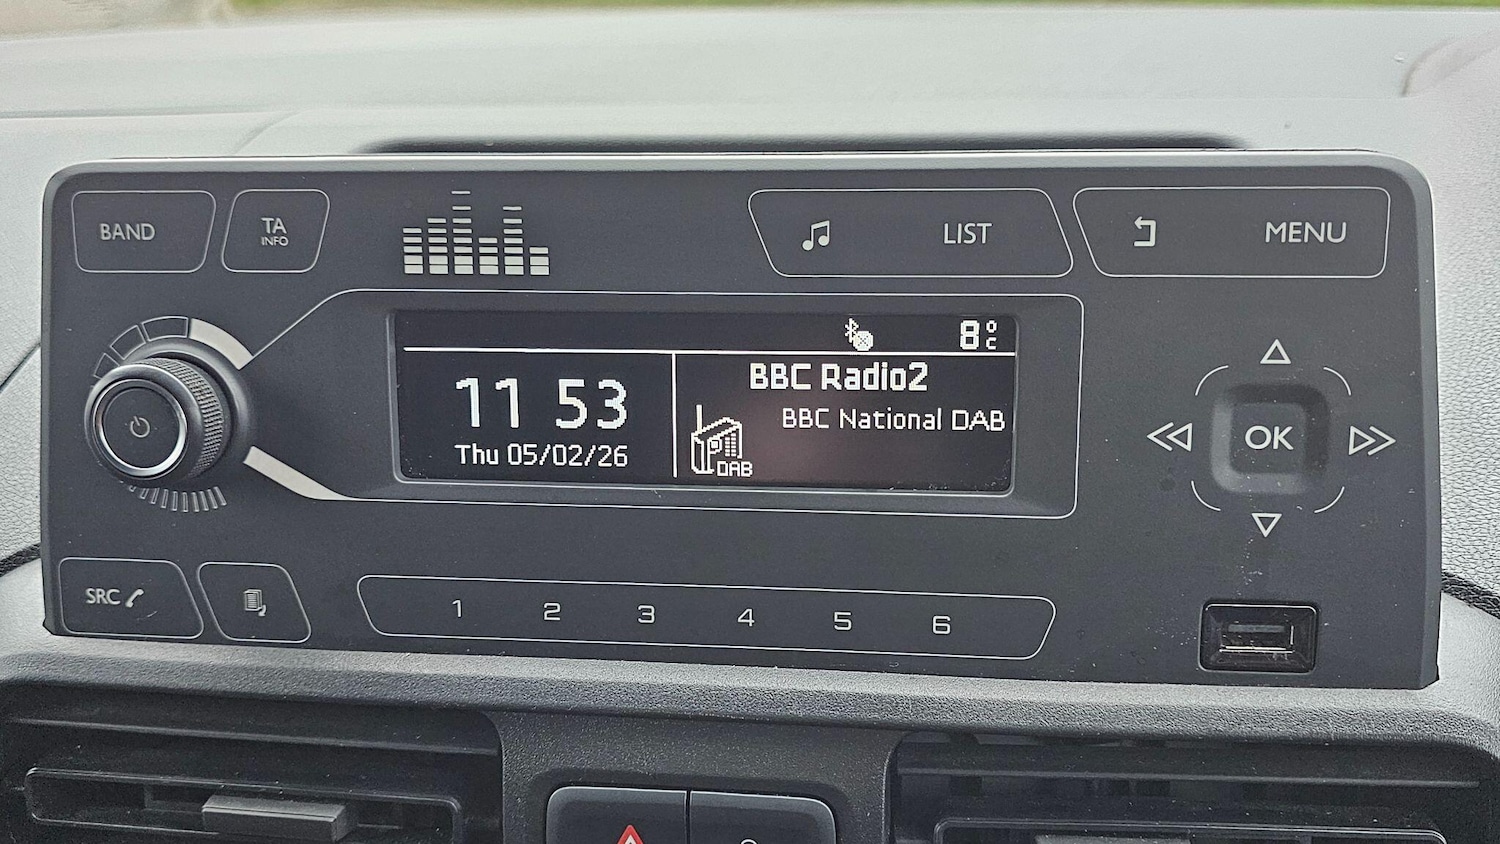 BAND
TA
INFO
LIST
MENU
8°c
11 53
BBC Radio2
BBC National DAB
Thu 05/02/26
DAB
OK
SRC
1 2 3 4 5 6